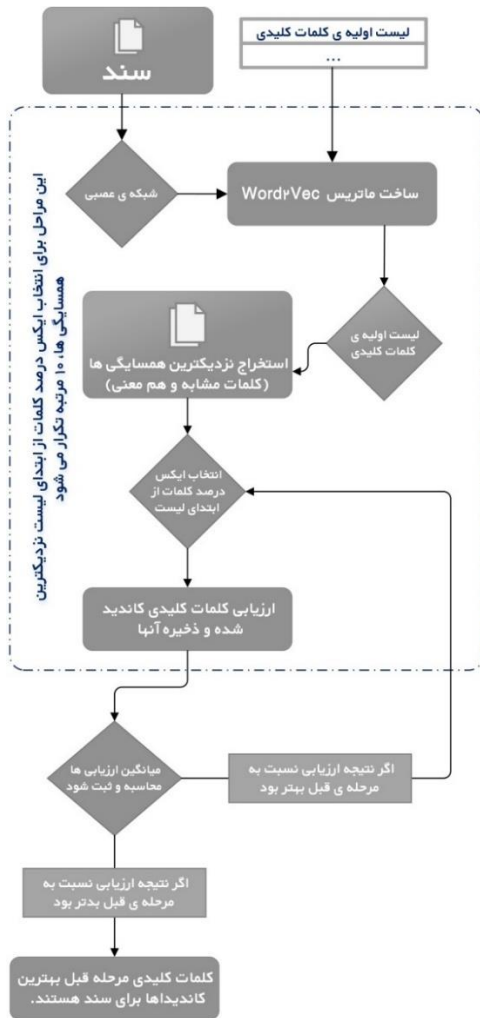 لیست اولیه ی کلمات کلیدی
...
سند
شبکه ی عصبی
ساخت ماتریس Word۲Vec
لیست اولیه ی
کلمات کلیدی
استخراج نزدیکترین همسایگی ها
(کلمات مشابه و هم معنی)
انتخاب ایکس
درصد کلمات از
ابتدای لیست
ارزیابی کلمات کلیدی کاندید
شده و ذخیره آنها
این مراحل برای انتخاب ایکس درصد کلمات از ابتدای لیست نزدیکترین
همسایگی ها، ۱۰ مرتبه تکرار می شود
میانگین ارزیابی ها
محاسبه و ثبت شود
اگر نتیجه ارزیابی نسبت به
مرحله ی قبل بهتر بود
اگر نتیجه ارزیابی نسبت به
مرحله ی قبل بدتر بود
کلمات کلیدی مرحله قبل بهترین
کاندیداها برای سند هستند.